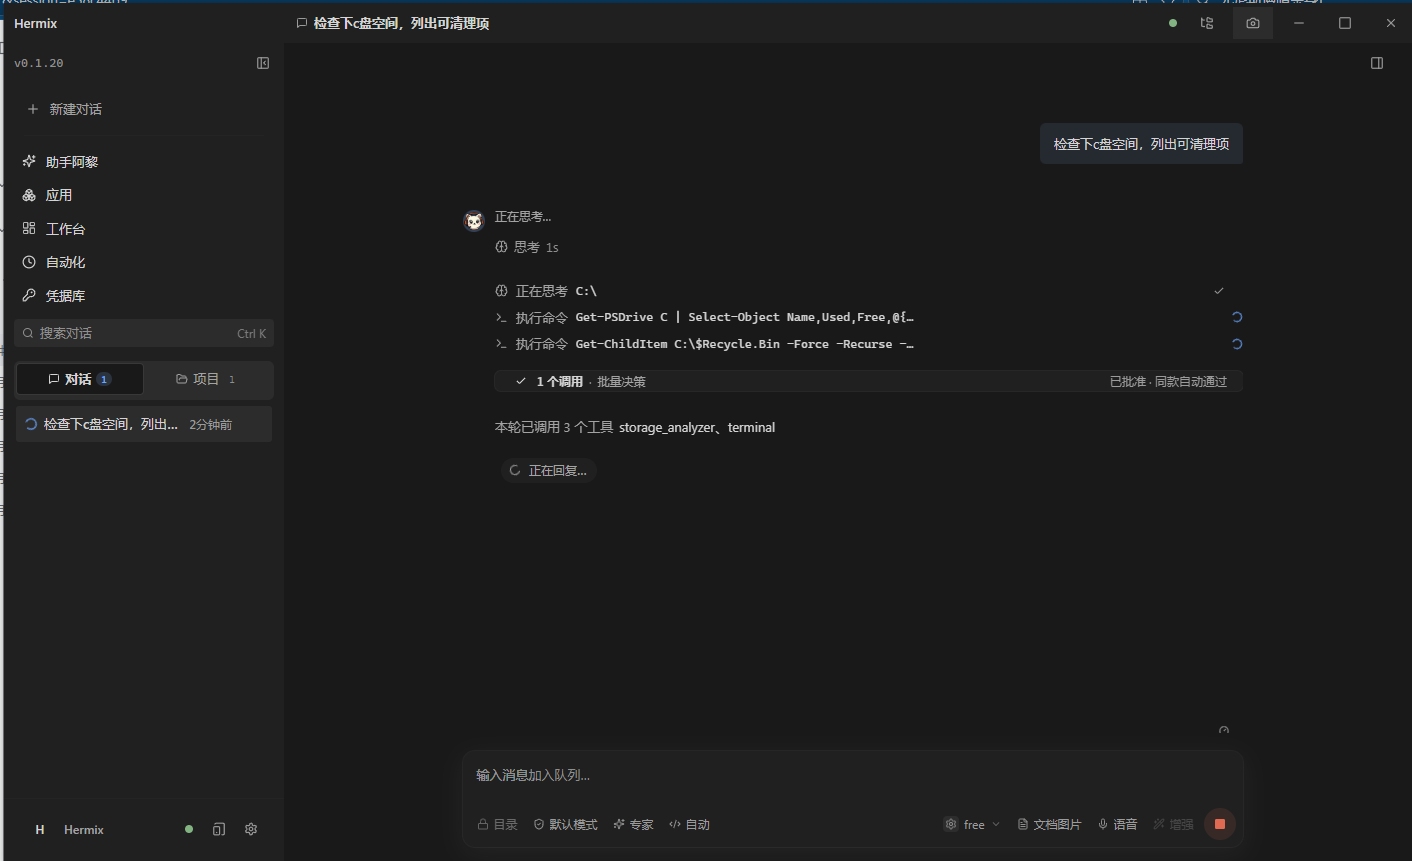 Hermix
检查下c盘空间，列出可清理项
v0.1.20
新建对话
助手阿黎
应用
工作台
自动化
凭据库
搜索对话 Ctrl K
对话 1 项目 1
检查下c盘空间，列出... 2分钟前
检查下c盘空间，列出可清理项
正在思考...
思考 1s
正在思考 C:\
执行命令 Get-PSDrive C | Select-Object Name,Used,Free,@{…
执行命令 Get-ChildItem C:\$Recycle.Bin -Force -Recurse -…
1 个调用 · 批量决策 已批准 · 同款自动通过
本轮已调用 3 个工具 storage_analyzer、terminal
正在回复...
输入消息加入队列...
目录 默认模式 专家 自动 free 文档图片 语音 增强
H Hermix